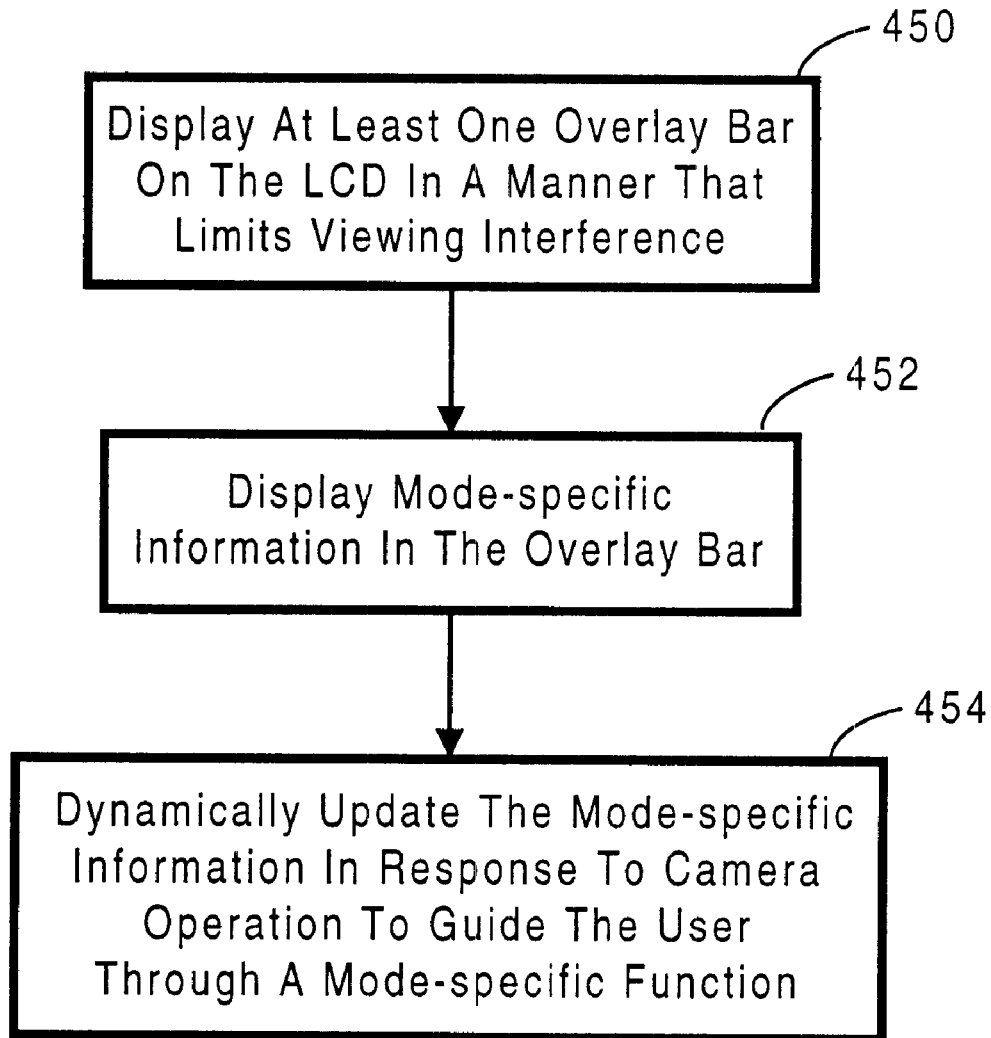 450
Display At Least One Overlay Bar
On The LCD In A Manner That
Limits Viewing Interference
452
Display Mode-specific
Information In The Overlay Bar
454
Dynamically Update The Mode-specific
Information In Response To Camera
Operation To Guide The User
Through A Mode-specific Function